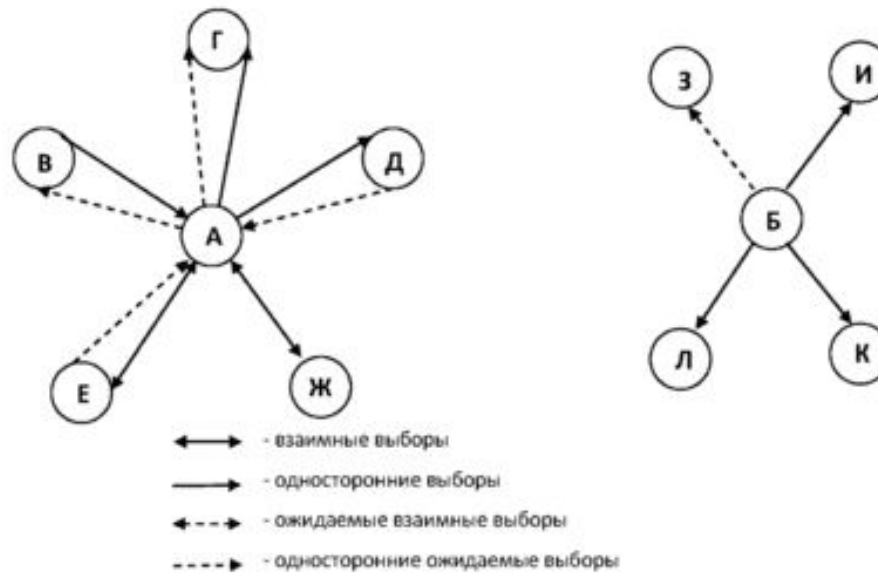 Г
З
И
В
Д
А
Б
Е
Ж
Л
К
- взаимные выборы
- односторонние выборы
- ожидаемые взаимные выборы
- односторонние ожидаемые выборы